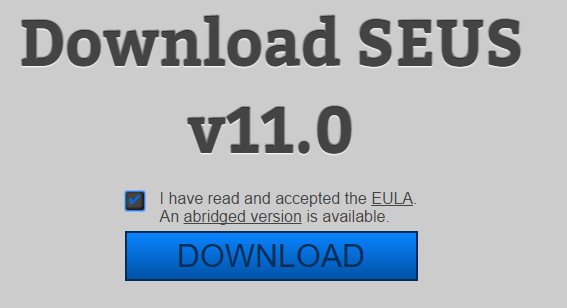 Download SEUS
v11.0
I have read and accepted the EULA.
An abridged version is available.
DOWNLOAD